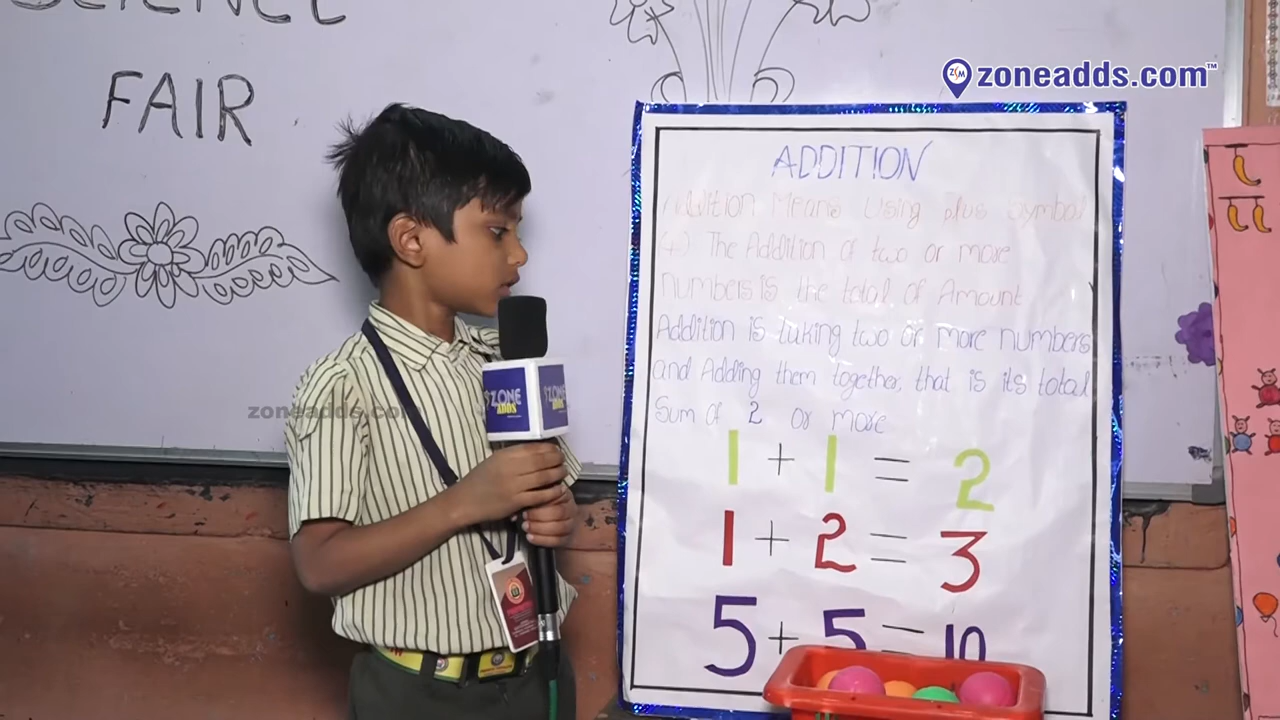 SCIENCE
FAIR
zoneadds.com™
ADDITION
Addition Means Using Plus Symbol
(+) The Addition of two or more
numbers is the total of Amount
Addition is taking two or more numbers
and Adding them together, that is its total
Sum of 2 or more
1 + 1 = 2
1 + 2 = 3
5 + 5 = 10
ZONE
ADDS
zoneadds.com